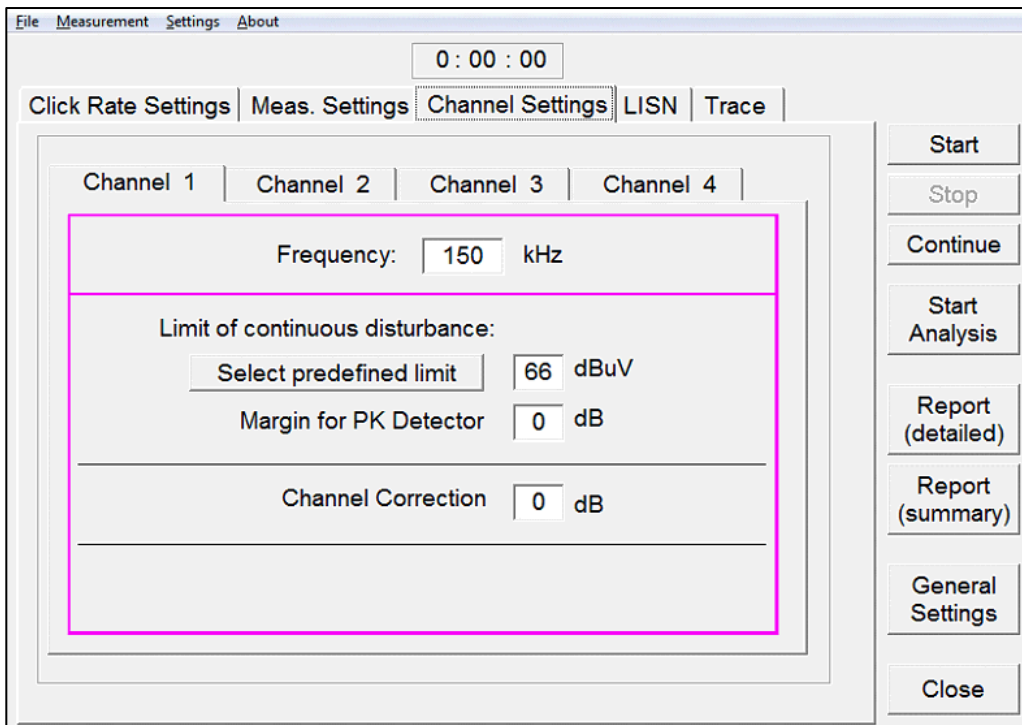 File Measurement Settings About
0 : 00 : 00
Click Rate Settings Meas. Settings Channel Settings LISN Trace
Channel 1 Channel 2 Channel 3 Channel 4
Frequency: 150 kHz
Limit of continuous disturbance:
Select predefined limit 66 dBuV
Margin for PK Detector 0 dB
Channel Correction 0 dB
Start
Stop
Continue
Start
Analysis
Report
(detailed)
Report
(summary)
General
Settings
Close